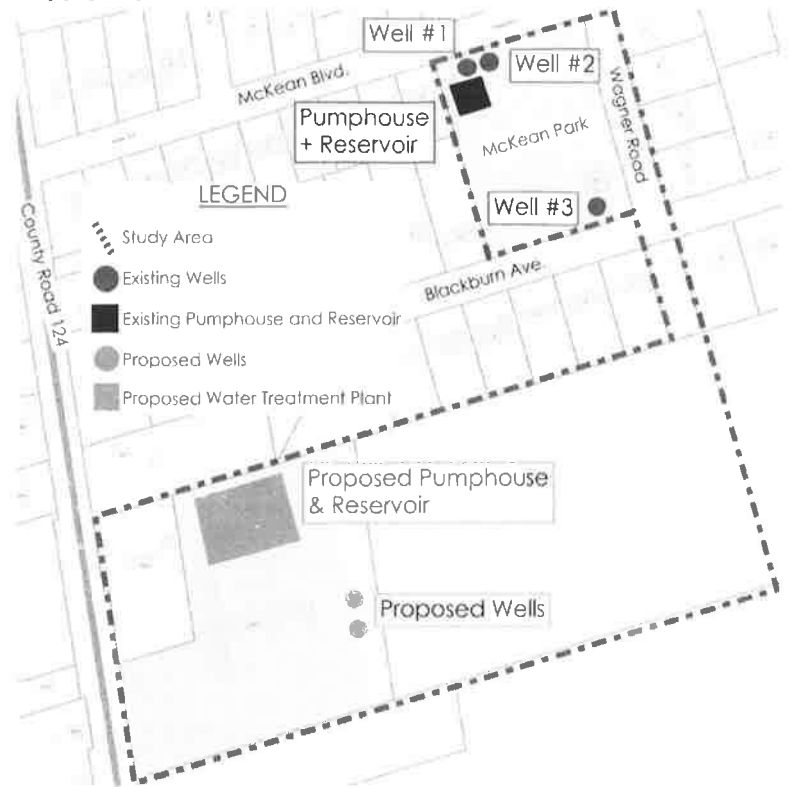 Well #1
McKean Blvd.
Well #2
Wagner Road
Pumphouse
+ Reservoir
McKean Park
LEGEND
Well #3
County Road 124
Study Area
Existing Wells
Blackburn Ave.
Existing Pumphouse and Reservoir
Proposed Wells
Proposed Water Treatment Plant
Proposed Pumphouse
& Reservoir
Proposed Wells